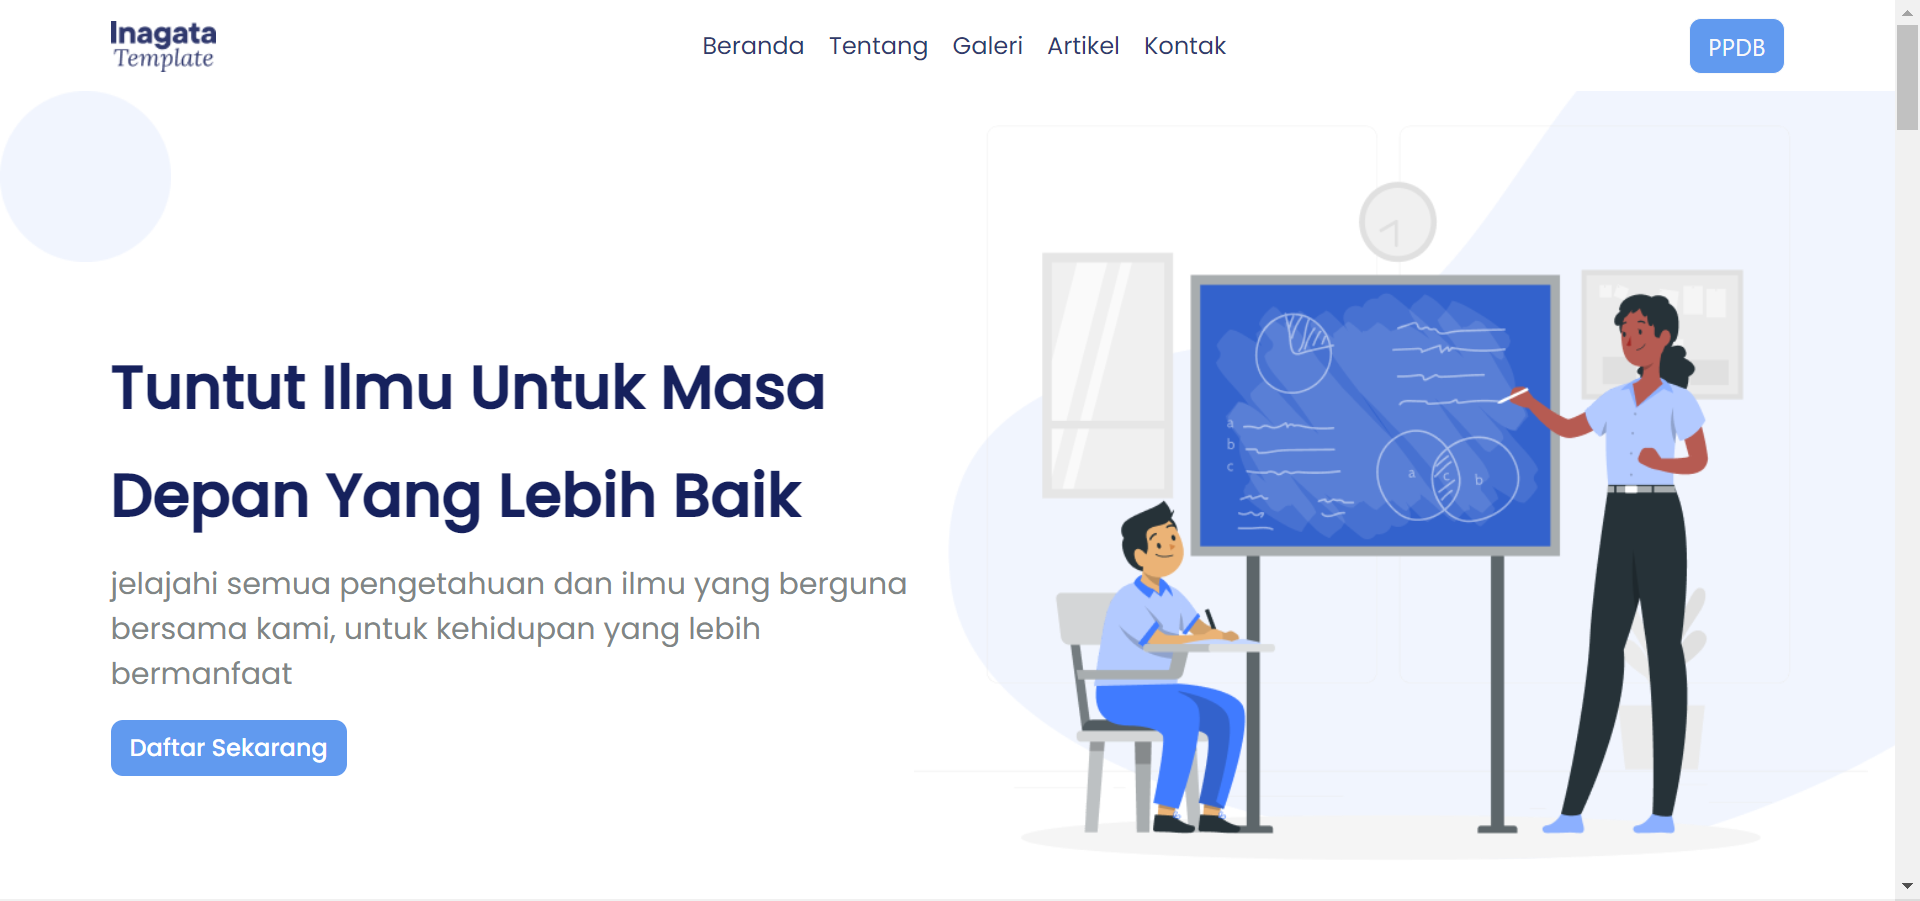 Inagata
Template
Beranda Tentang Galeri Artikel Kontak
PPDB
Tuntut Ilmu Untuk Masa
Depan Yang Lebih Baik
jelajahi semua pengetahuan dan ilmu yang berguna
bersama kami, untuk kehidupan yang lebih
bermanfaat
Daftar Sekarang
a
b
c
a c b